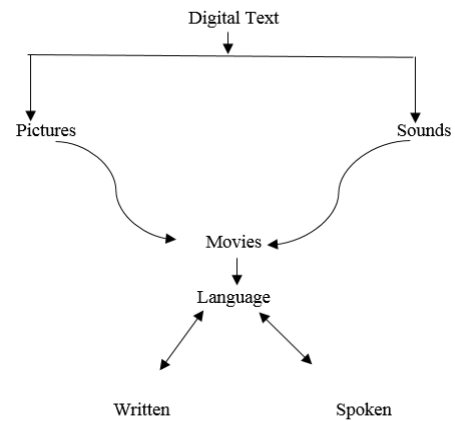 Digital Text
Pictures
Sounds
Movies
Language
Written
Spoken